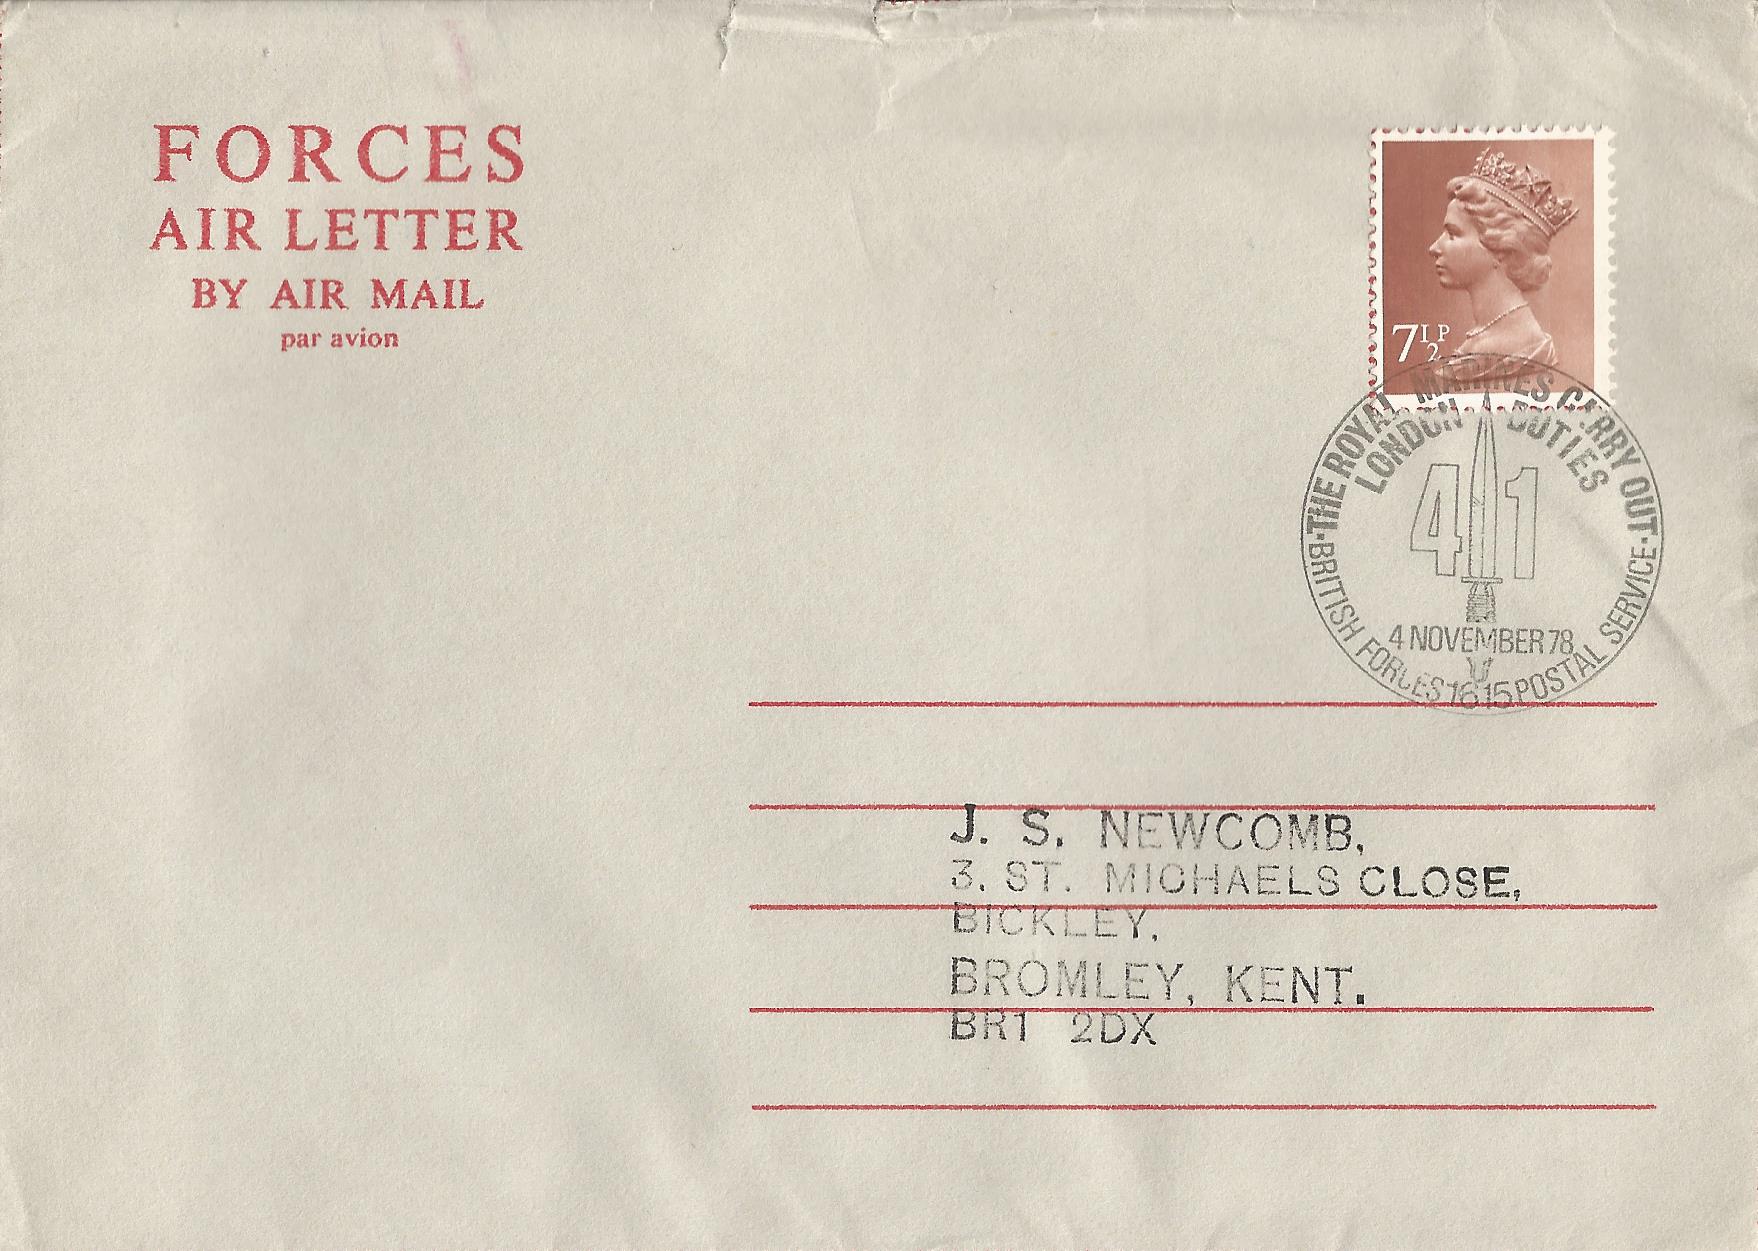 FORCES
AIR LETTER
BY AIR MAIL
par avion
7½P
·THE ROYAL MARINES CARRY OUT·
LONDON DUTIES
41
4 NOVEMBER 78
BRITISH FORCES 1615 POSTAL SERVICE
J. S. NEWCOMB,
3. ST. MICHAELS CLOSE,
BICKLEY,
BROMLEY, KENT.
BR1 2DX